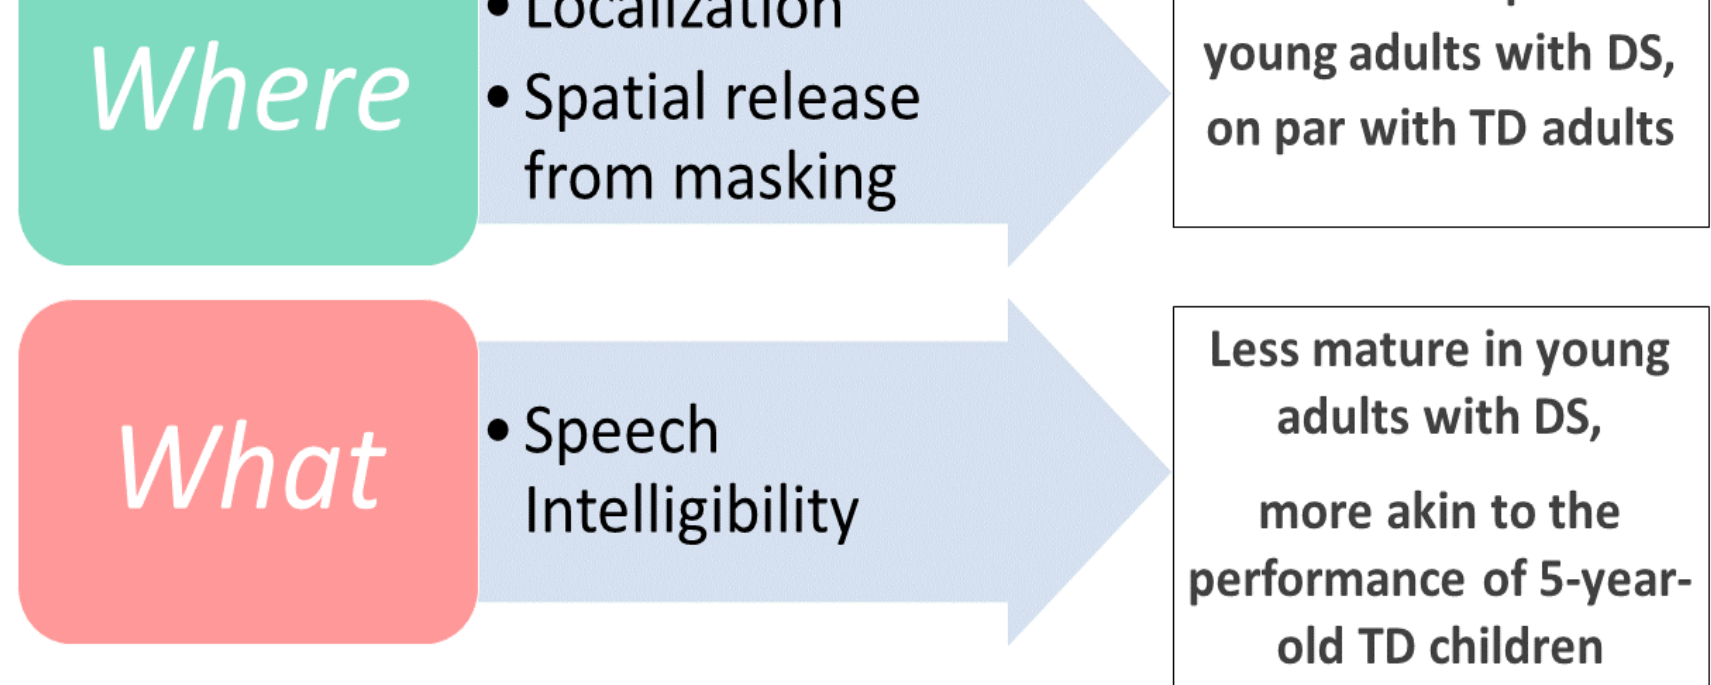 Where
• Localization
• Spatial release
from masking
young adults with DS,
on par with TD adults
What
• Speech
Intelligibility
Less mature in young
adults with DS,
more akin to the
performance of 5-year-
old TD children